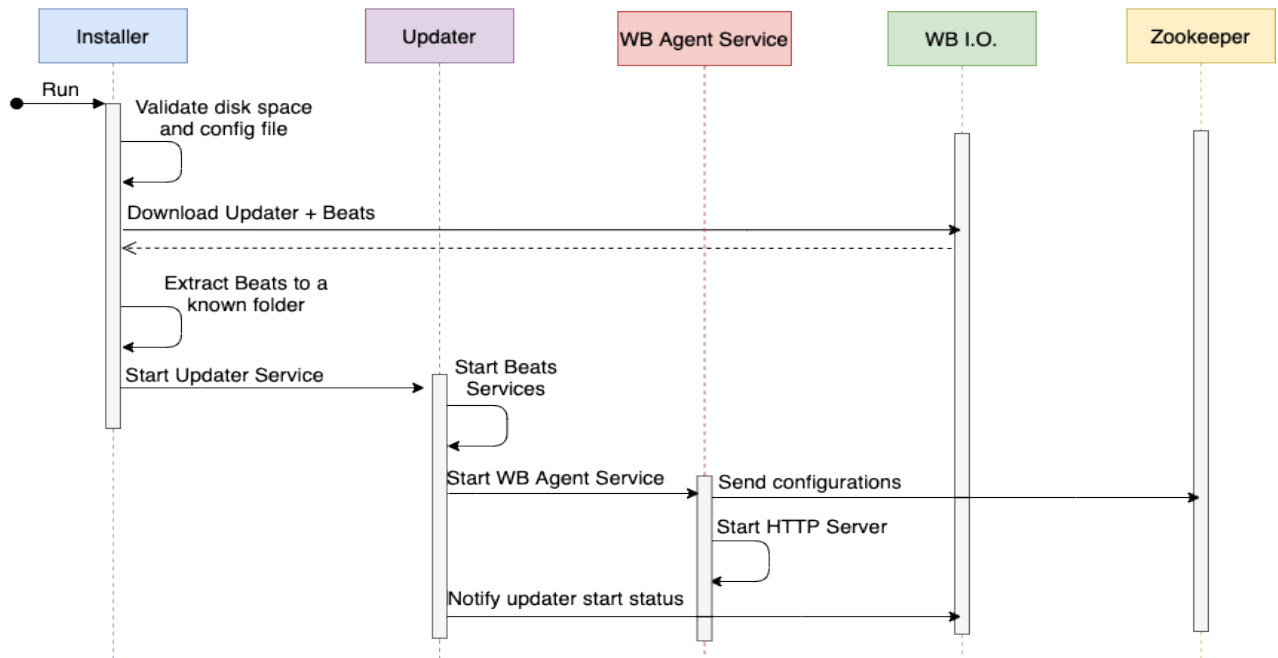 Installer
Updater
WB Agent Service
WB I.O.
Zookeeper
Run
Validate disk space
and config file
Download Updater + Beats
Extract Beats to a
known folder
Start Updater Service
Start Beats
Services
Start WB Agent Service
Send configurations
Start HTTP Server
Notify updater start status